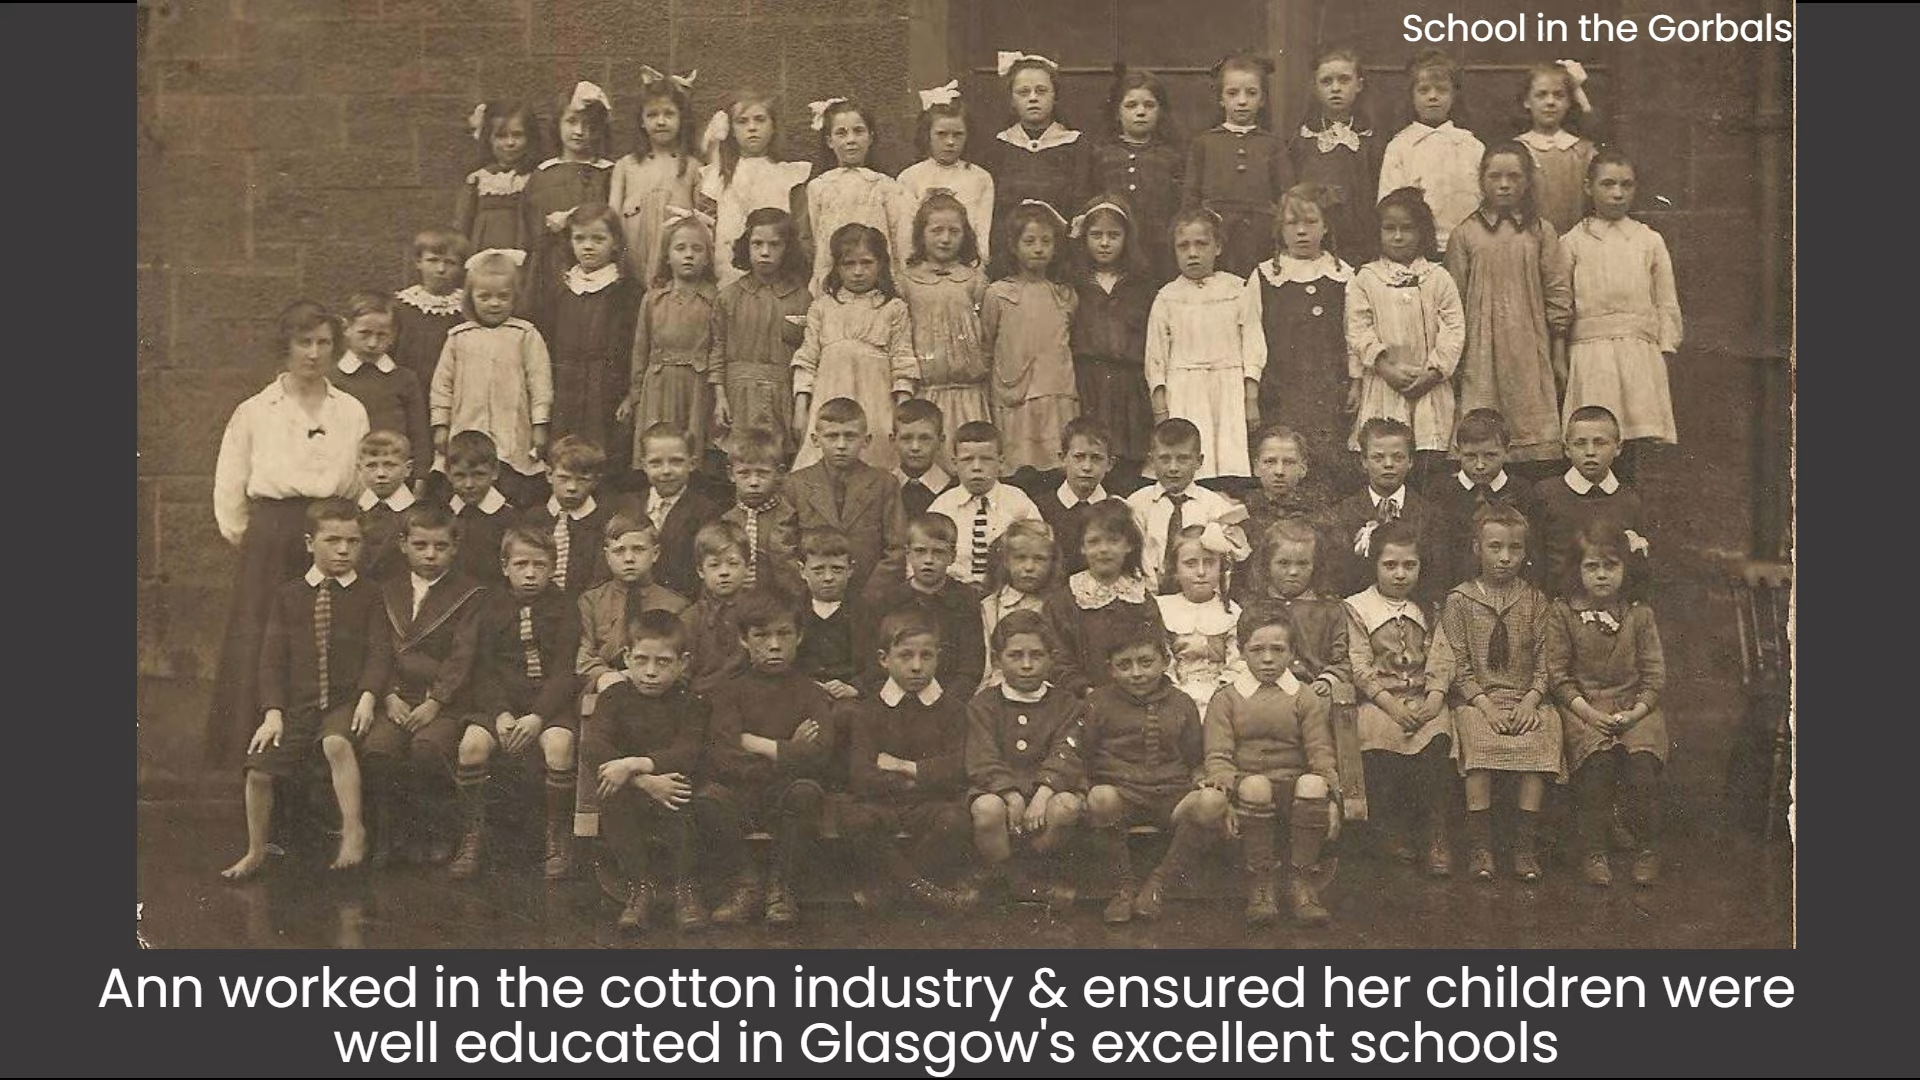 School in the Gorbals
Ann worked in the cotton industry & ensured her children were
well educated in Glasgow's excellent schools